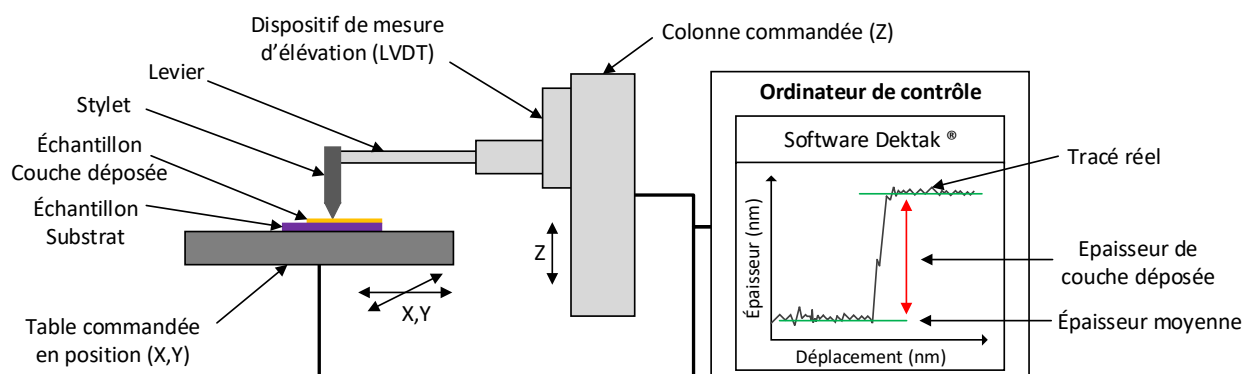 Dispositif de mesure
d’élévation (LVDT)
Colonne commandée (Z)
Levier
Stylet
Échantillon
Couche déposée
Échantillon
Substrat
Table commandée
en position (X,Y)
X,Y
Z
Ordinateur de contrôle
Software Dektak ®
Épaisseur (nm)
Déplacement (nm)
Tracé réel
Epaisseur de
couche déposée
Épaisseur moyenne